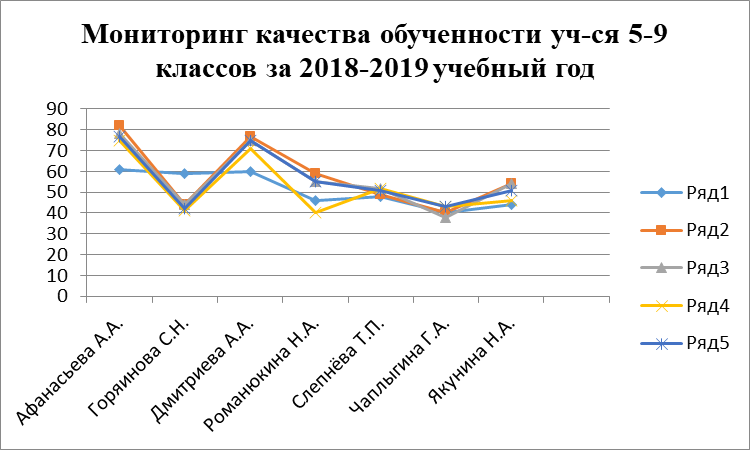 Мониторинг качества обученности уч-ся 5-9
классов за 2018-2019 учебный год
90
80
70
60
50
40
30
20
10
0
Афанасьева А.А.
Горяинова С.Н.
Дмитриева А.А.
Романюкина Н.А.
Слепнёва Т.П.
Чаплыгина Г.А.
Якунина Н.А.
Ряд1
Ряд2
Ряд3
Ряд4
Ряд5